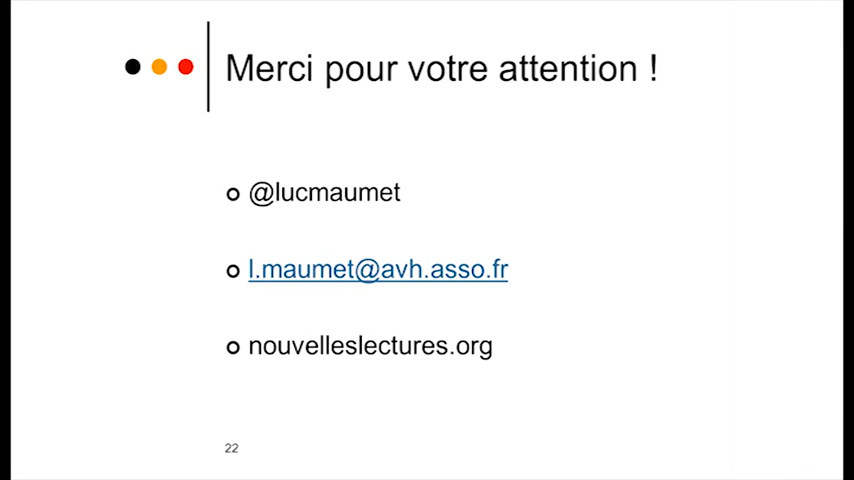 Merci pour votre attention !
@lucmaumet
l.maumet@avh.asso.fr
nouvelleslectures.org
22